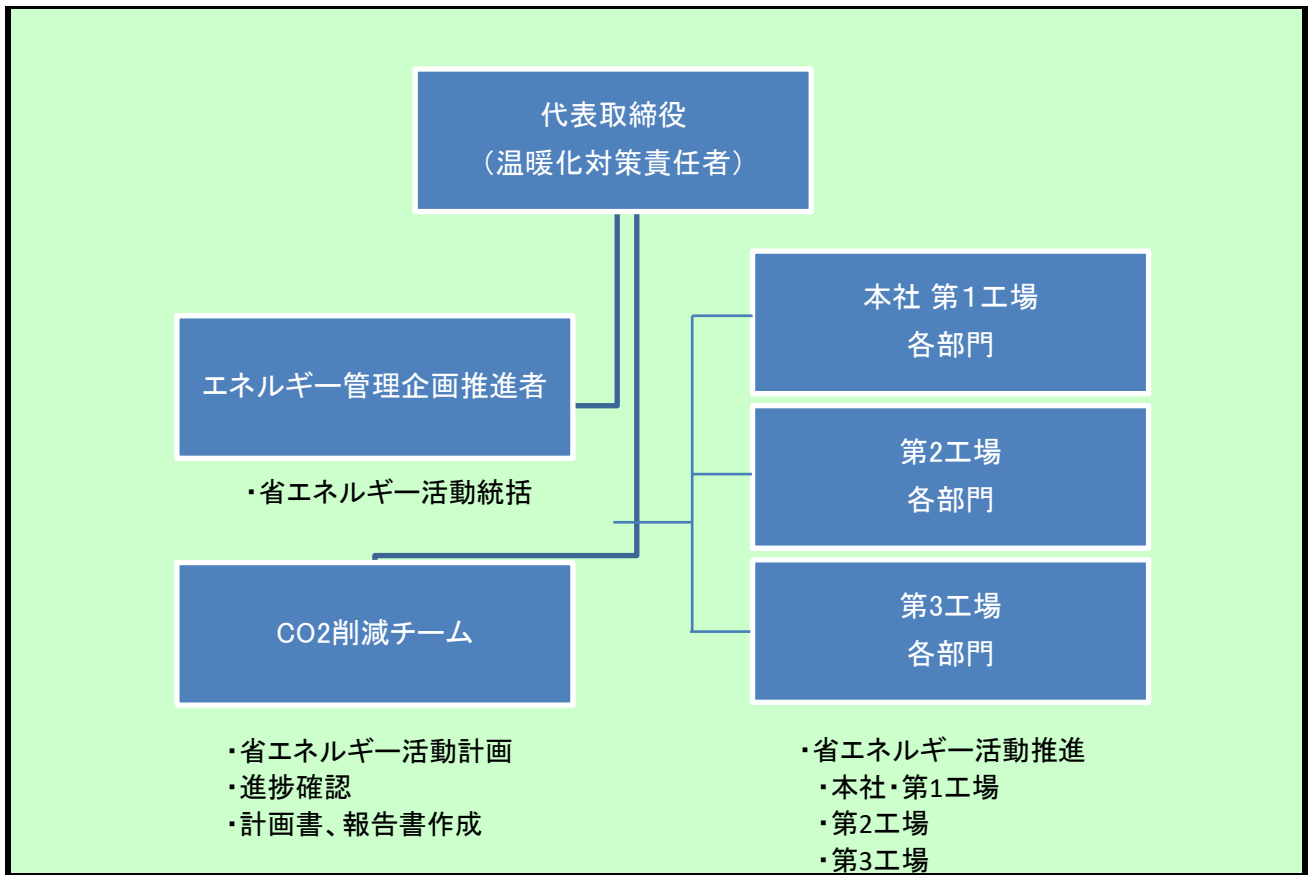 代表取締役
（温暖化対策責任者）
エネルギー管理企画推進者
・省エネルギー活動統括
CO2削減チーム
・省エネルギー活動計画
・進捗確認
・計画書、報告書作成
本社 第１工場
各部門
第2工場
各部門
第3工場
各部門
・省エネルギー活動推進
・本社・第1工場
・第2工場
・第3工場